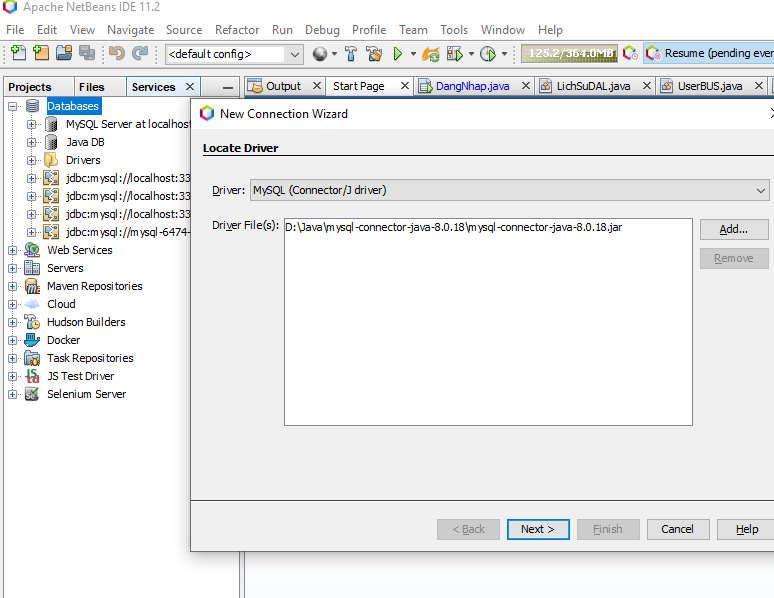 Apache NetBeans IDE 11.2
File Edit View Navigate Source Refactor Run Debug Profile Team Tools Window Help
<default config> 125.2/364.0MB Resume (pending ever
Projects Files Services Output Start Page DangNhap.java LichSuDAL.java UserBUS.java
Databases
MySQL Server at localhost
Java DB
Drivers
jdbc:mysql://localhost:33
jdbc:mysql://localhost:33
jdbc:mysql://localhost:33
jdbc:mysql://mysql-6474-
Web Services
Servers
Maven Repositories
Cloud
Hudson Builders
Docker
Task Repositories
JS Test Driver
Selenium Server
New Connection Wizard
Locate Driver
Driver: MySQL (Connector/J driver)
Driver File(s): D:\Java\mysql-connector-java-8.0.18\mysql-connector-java-8.0.18.jar
Add...
Remove
< Back Next > Finish Cancel Help